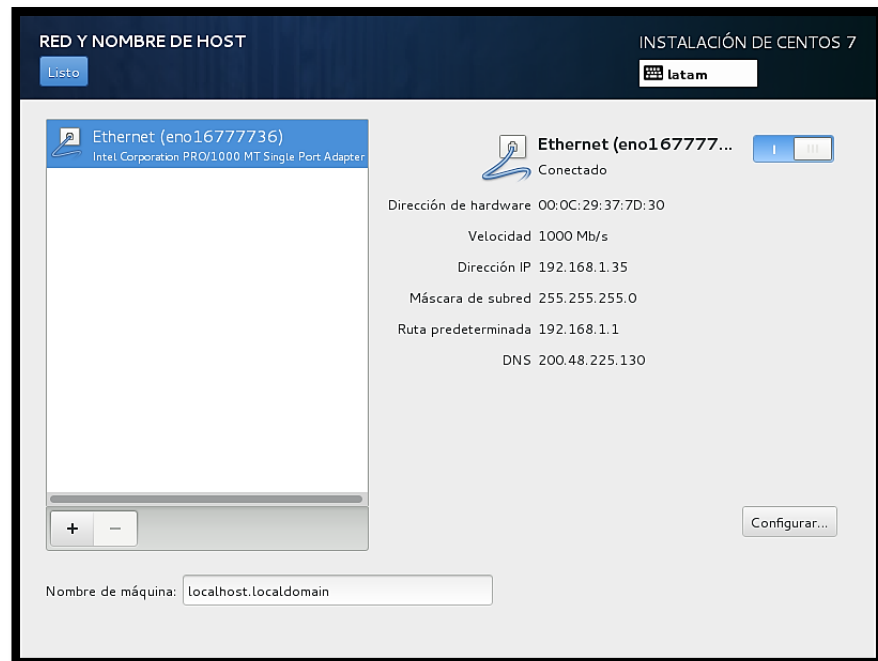 RED Y NOMBRE DE HOST
INSTALACIÓN DE CENTOS 7
Listo
latam
Ethernet (eno16777736)
Intel Corporation PRO/1000 MT Single Port Adapter
Ethernet (eno167777...
Conectado
Dirección de hardware 00:0C:29:37:7D:30
Velocidad 1000 Mb/s
Dirección IP 192.168.1.35
Máscara de subred 255.255.255.0
Ruta predeterminada 192.168.1.1
DNS 200.48.225.130
+ −
Configurar...
Nombre de máquina: localhost.localdomain